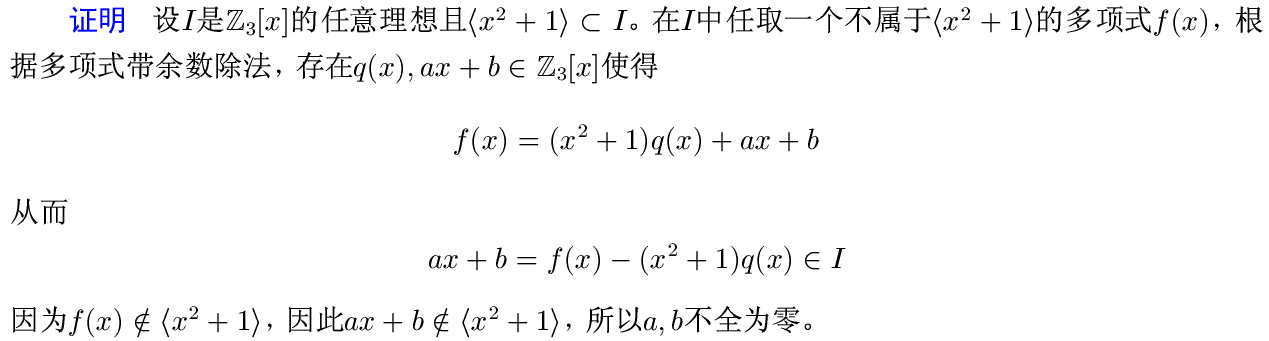 证明 设I是ℤ₃[x]的任意理想且⟨x² + 1⟩ ⊂ I。在I中任取一个不属于⟨x² + 1⟩的多项式f(x)，根
据多项式带余数除法，存在q(x), ax + b ∈ ℤ₃[x]使得
f(x) = (x² + 1)q(x) + ax + b
从而
ax + b = f(x) − (x² + 1)q(x) ∈ I
因为f(x) ∉ ⟨x² + 1⟩，因此ax + b ∉ ⟨x² + 1⟩，所以a, b不全为零。